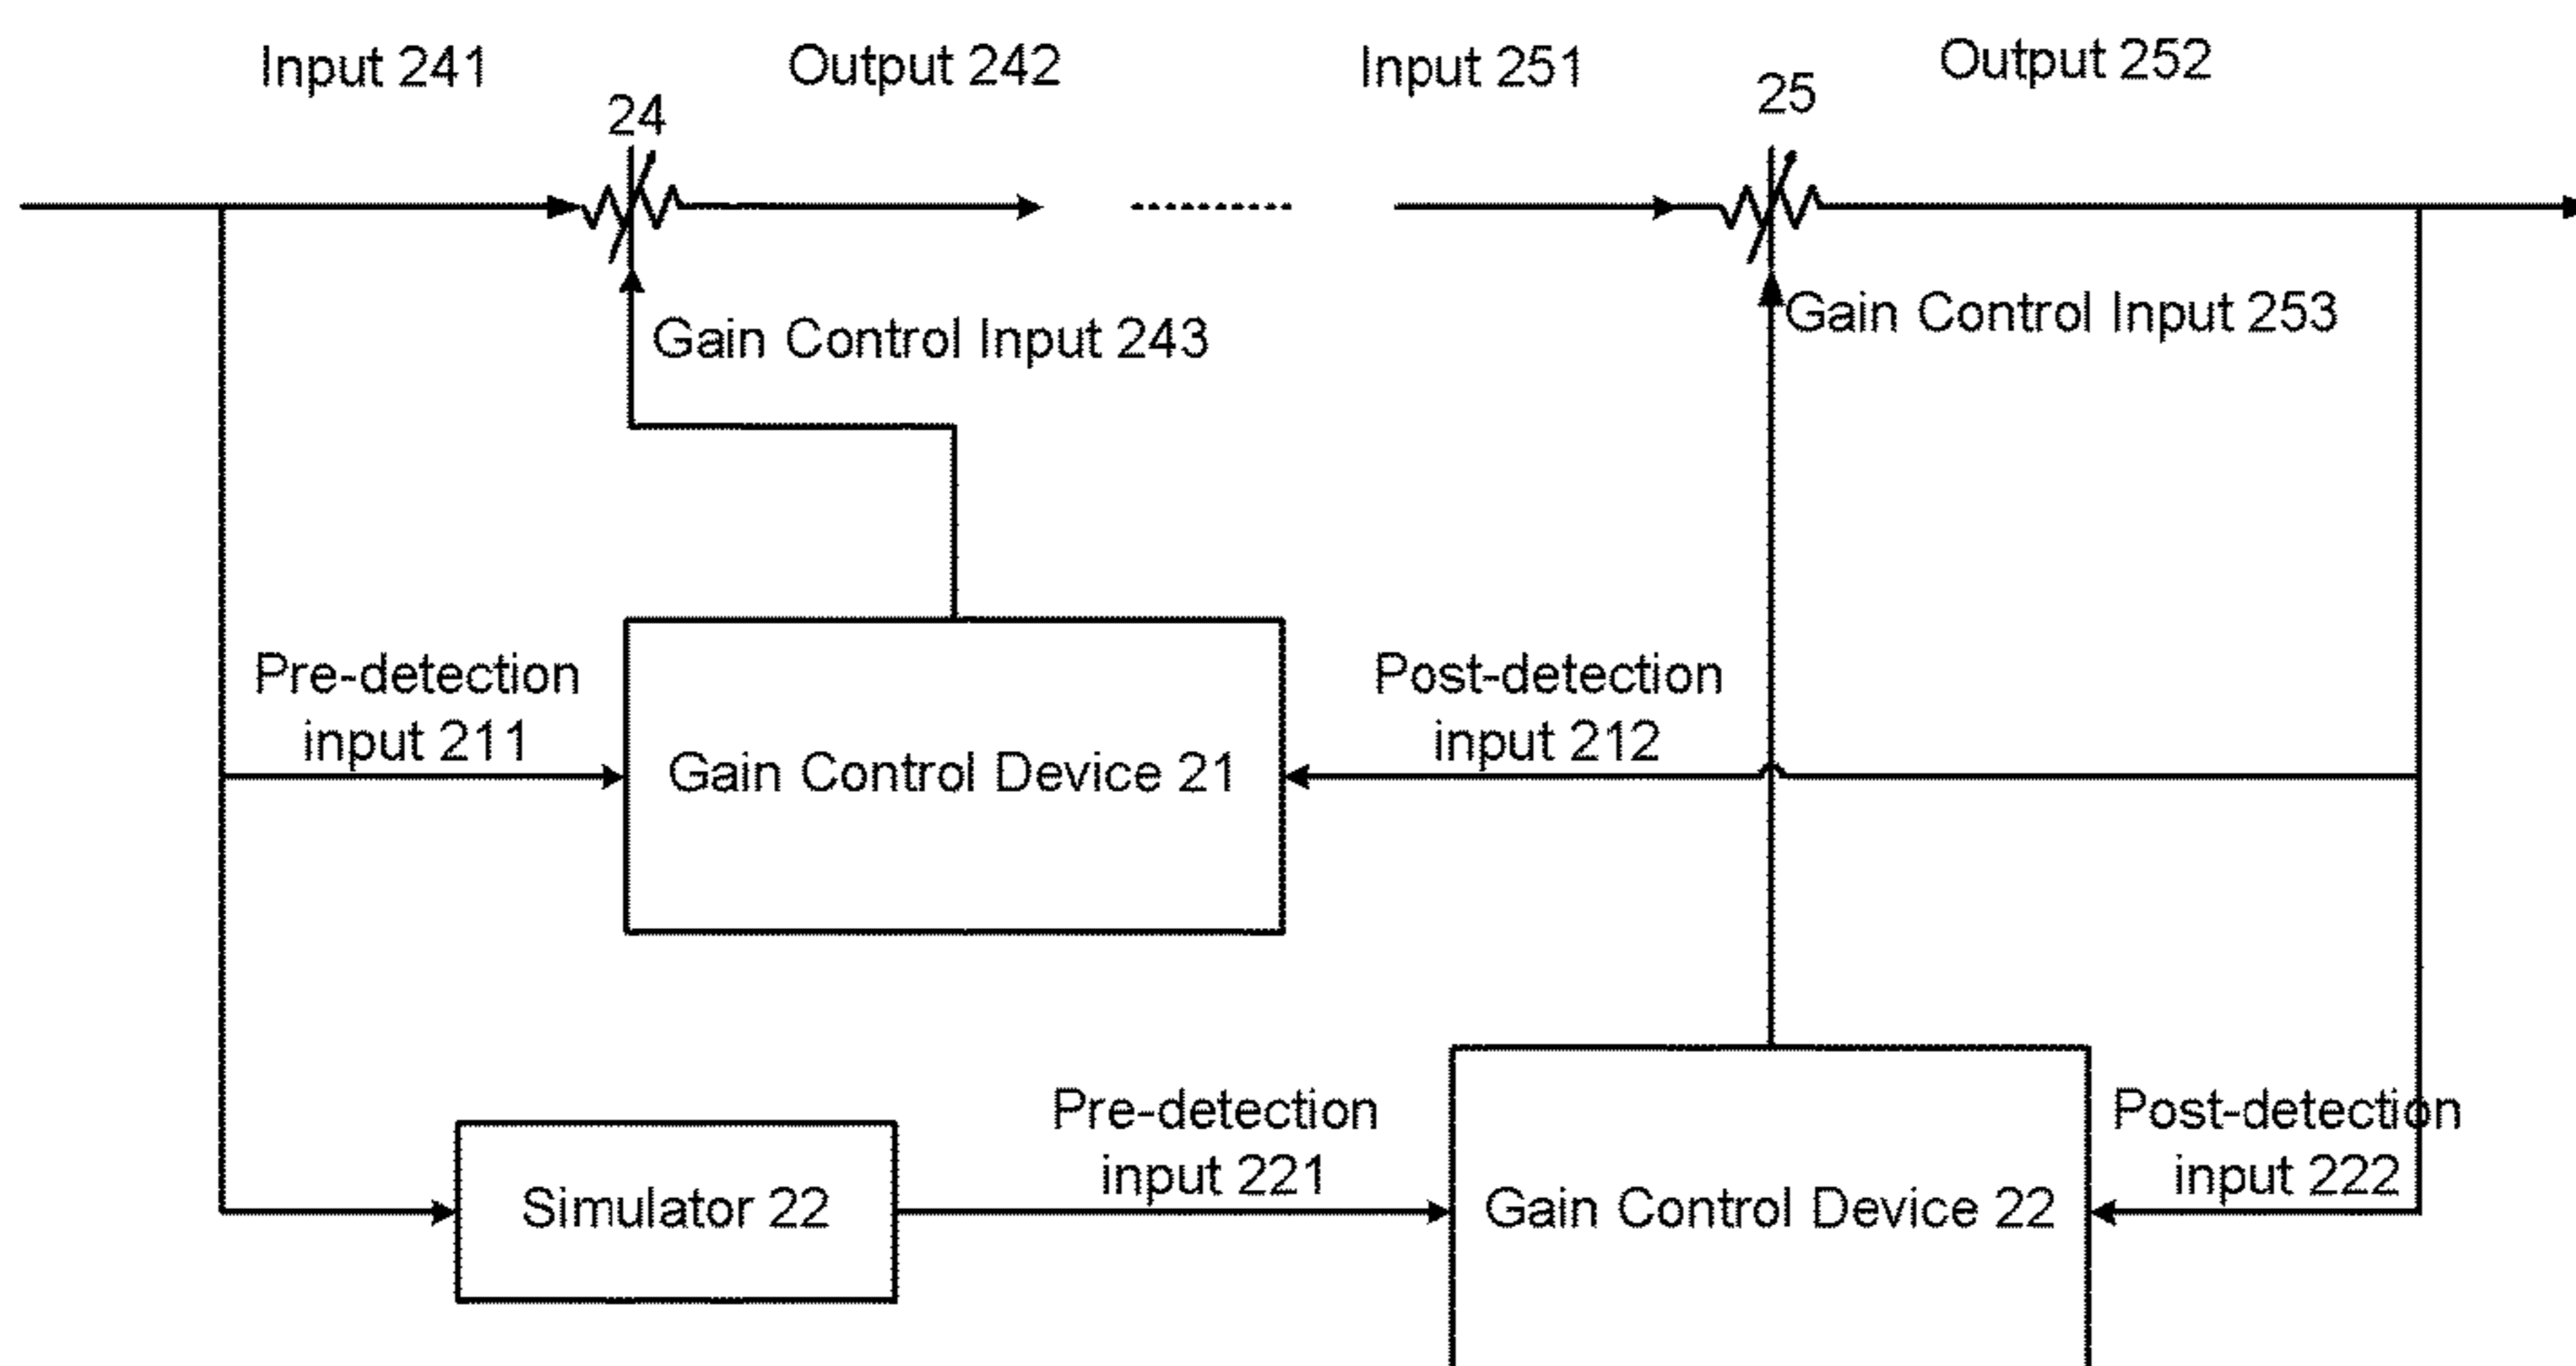 Input 241
Output 242
Input 251
Output 252
24
25
Gain Control Input 243
Gain Control Input 253
Pre-detection
input 211
Gain Control Device 21
Post-detection
input 212
Simulator 22
Pre-detection
input 221
Gain Control Device 22
Post-detection
input 222